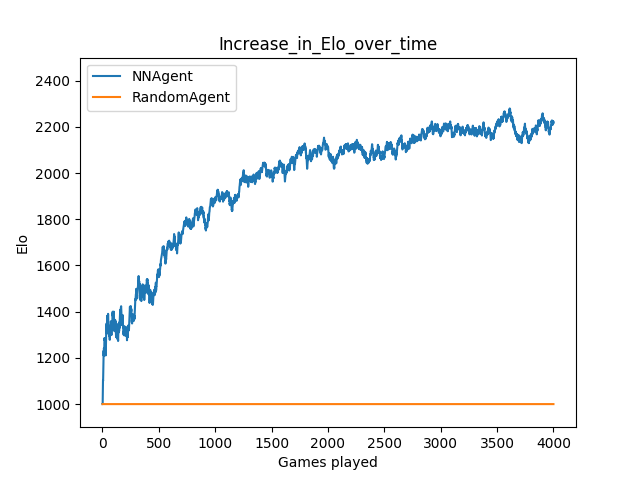 Increase_in_Elo_over_time
NNAgent
RandomAgent
Elo
2400
2200
2000
1800
1600
1400
1200
1000
0 500 1000 1500 2000 2500 3000 3500 4000
Games played